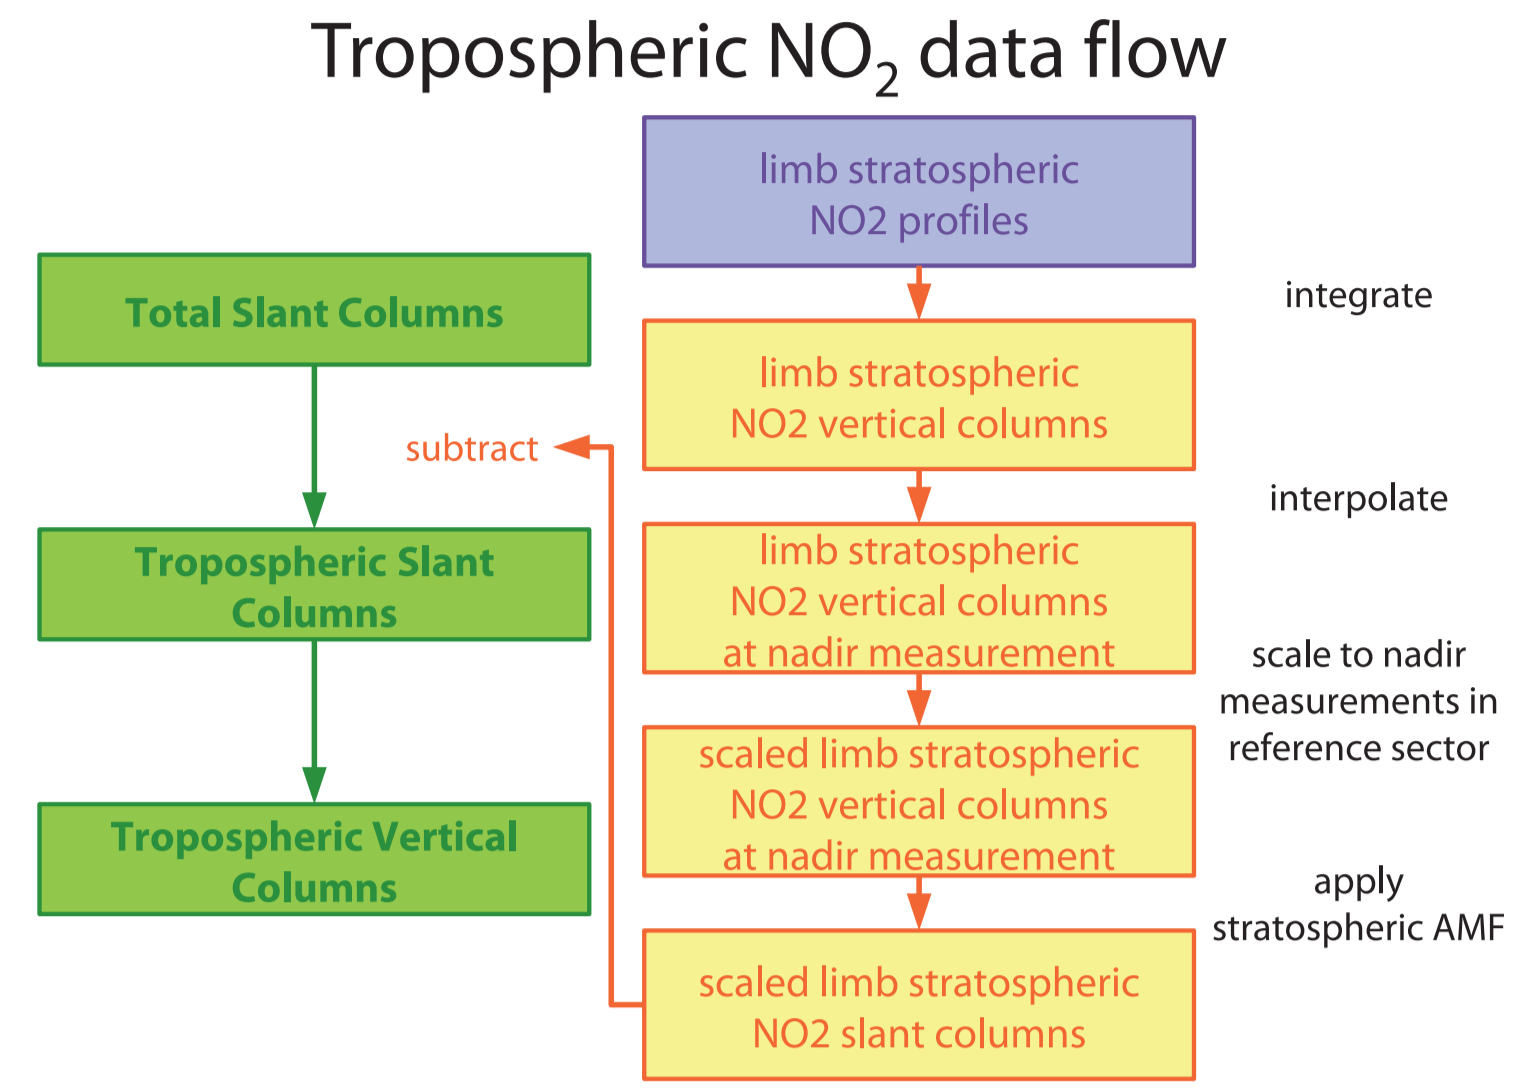 Tropospheric NO₂ data flow
limb stratospheric
NO2 profiles
integrate
limb stratospheric
NO2 vertical columns
interpolate
limb stratospheric
NO2 vertical columns
at nadir measurement
scale to nadir
measurements in
reference sector
scaled limb stratospheric
NO2 vertical columns
at nadir measurement
apply
stratospheric AMF
scaled limb stratospheric
NO2 slant columns
Total Slant Columns
subtract
Tropospheric Slant
Columns
Tropospheric Vertical
Columns